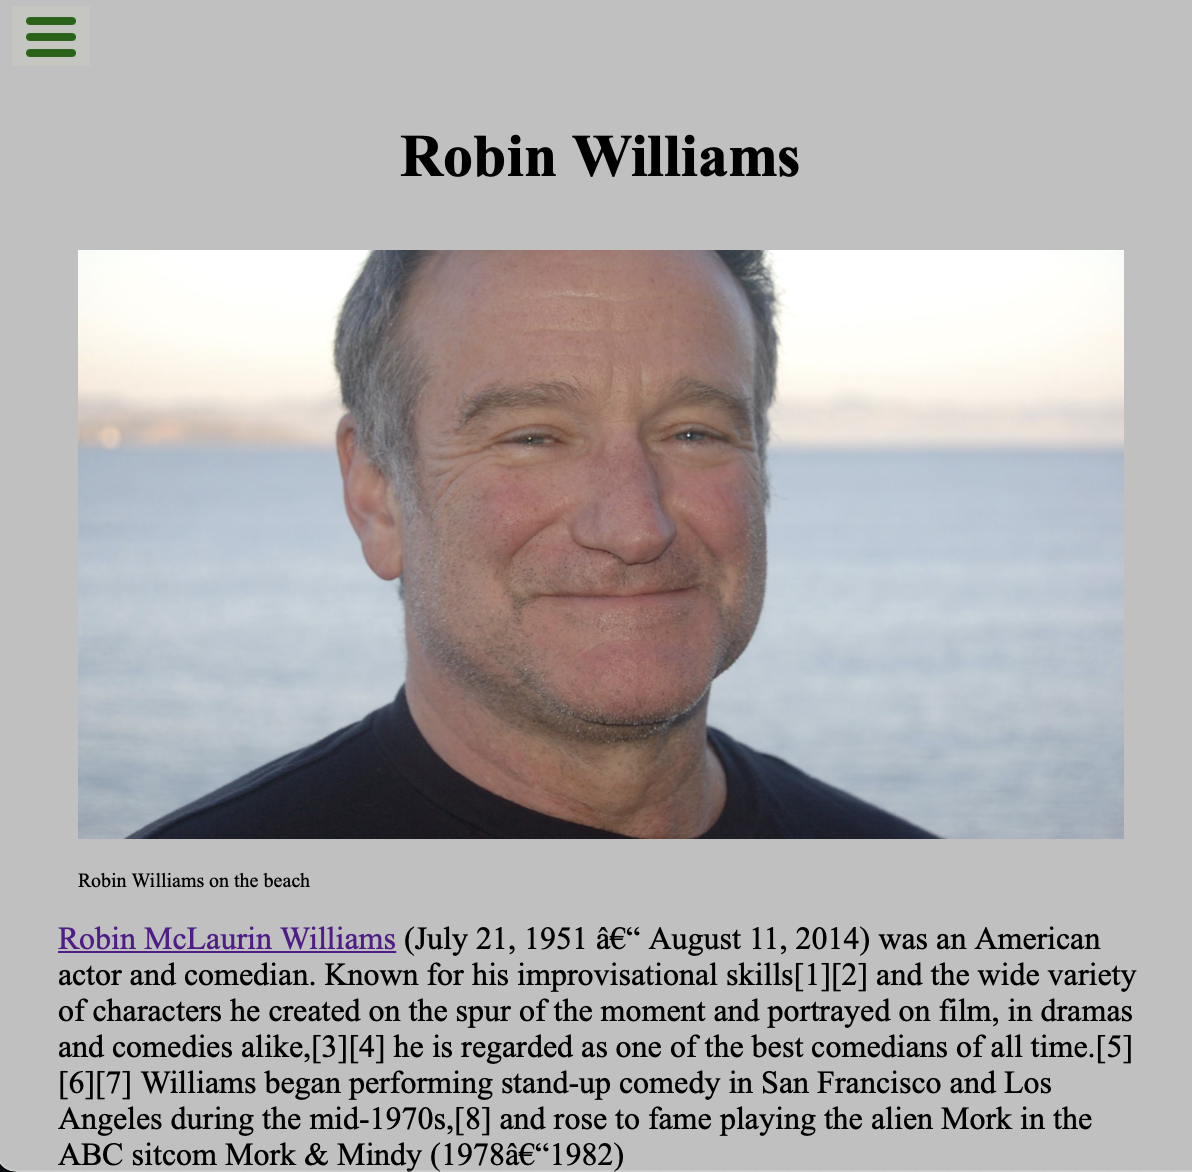 Robin Williams
Robin Williams on the beach
Robin McLaurin Williams (July 21, 1951 â€“ August 11, 2014) was an American
actor and comedian. Known for his improvisational skills[1][2] and the wide variety
of characters he created on the spur of the moment and portrayed on film, in dramas
and comedies alike,[3][4] he is regarded as one of the best comedians of all time.[5]
[6][7] Williams began performing stand-up comedy in San Francisco and Los
Angeles during the mid-1970s,[8] and rose to fame playing the alien Mork in the
ABC sitcom Mork & Mindy (1978â€“1982)